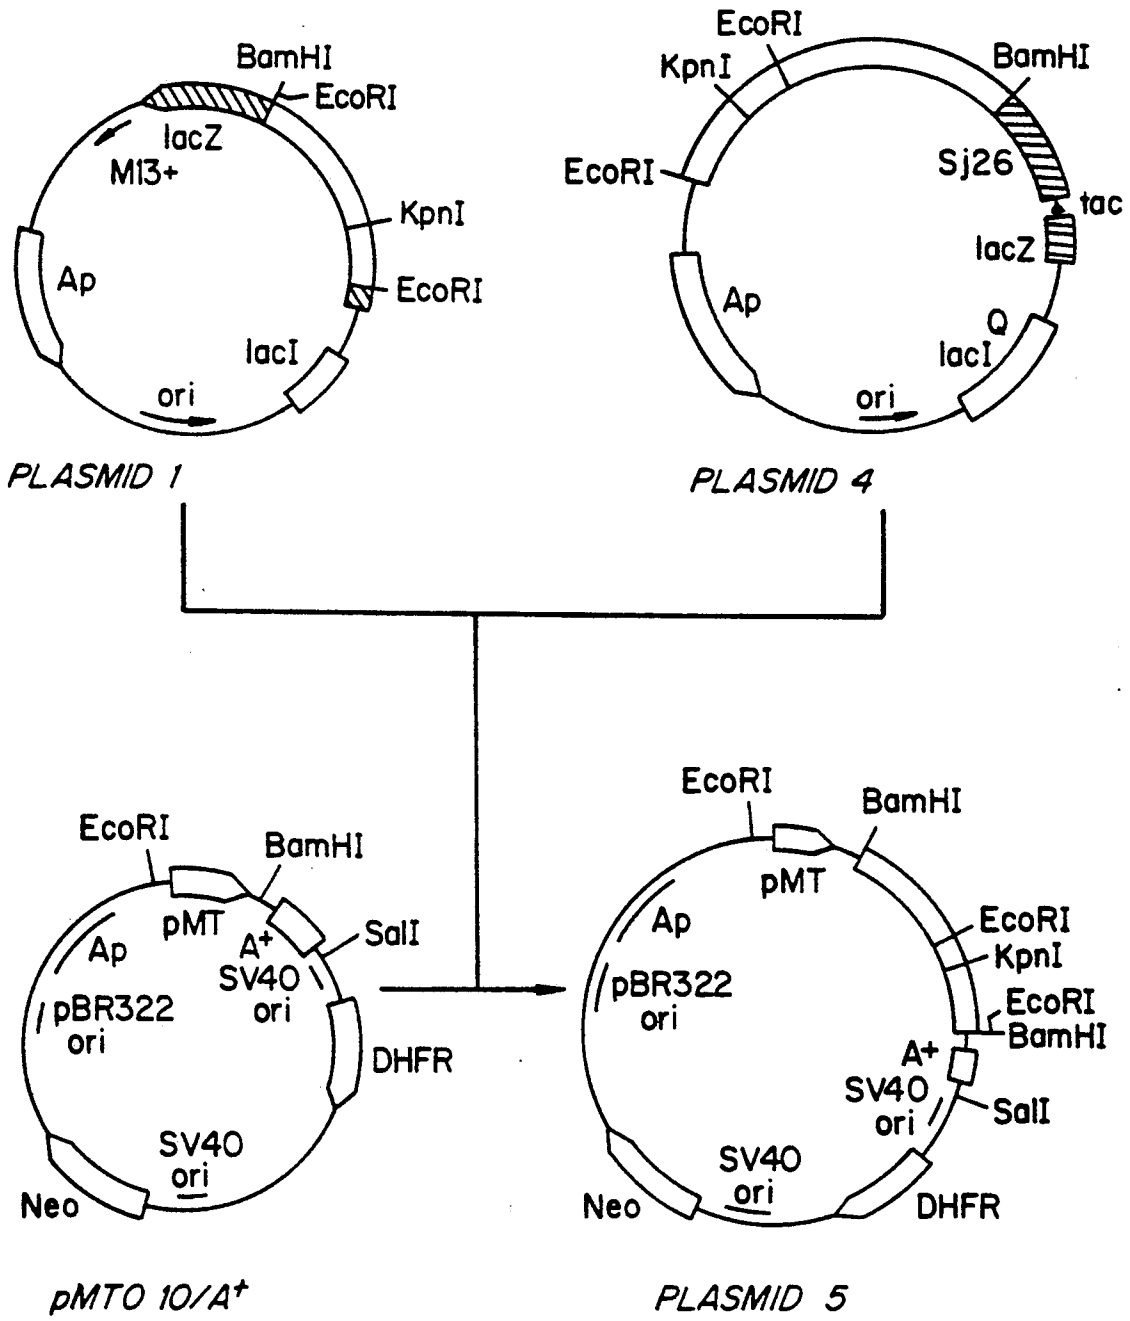 BamHI
EcoRI
lacZ
M13+
KpnI
EcoRI
Ap
lacI
ori
PLASMID 1
EcoRI
BamHI
KpnI
EcoRI
Sj26
tac
lacZ
Ap
Q
lacI
ori
PLASMID 4
EcoRI
BamHI
pMT
A+
SalI
Ap
SV40
ori
pBR322
ori
DHFR
SV40
ori
Neo
pMTO 10/A+
EcoRI
BamHI
pMT
Ap
EcoRI
KpnI
pBR322
ori
EcoRI
BamHI
A+
SV40
ori
SalI
SV40
ori
Neo
DHFR
PLASMID 5